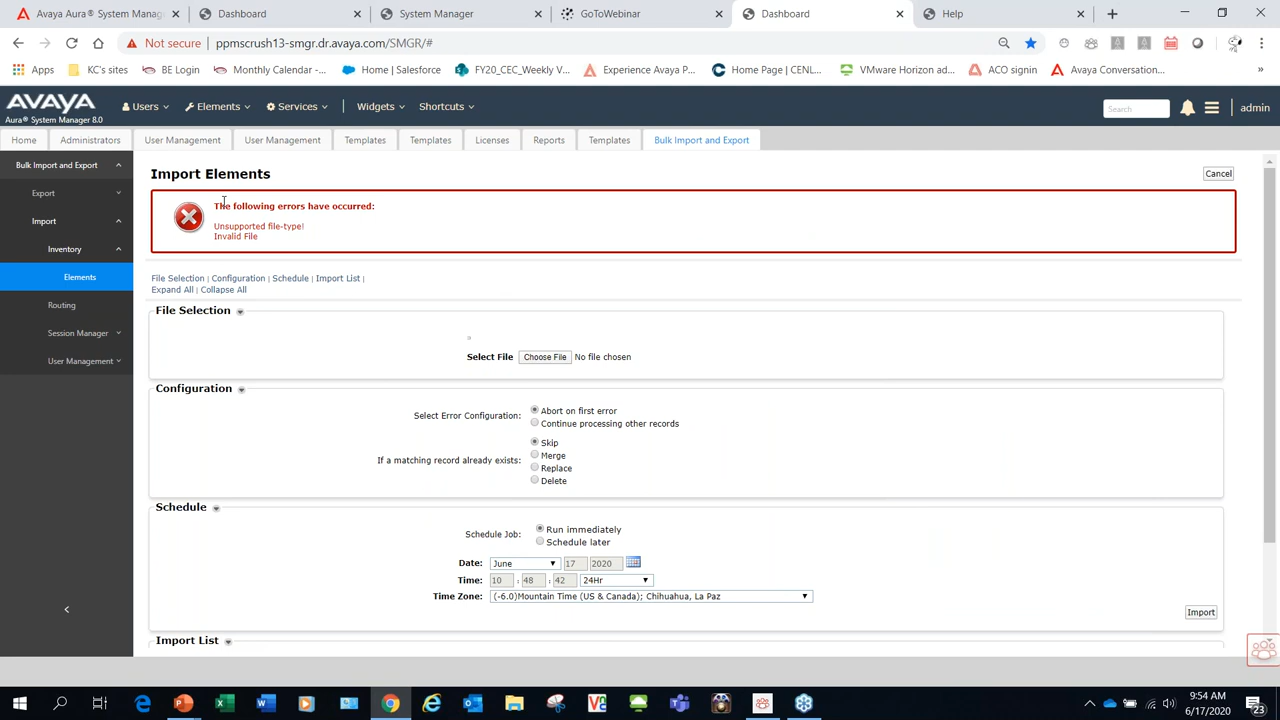 Avaya Aura® System Manag
Dashboard
System Manager
GoToWebinar
Dashboard
Help
Not secure | ppmscrush13-smgr.dr.avaya.com/SMGR/#
Apps
KC's sites
BE Login
Monthly Calendar -...
Home | Salesforce
FY20_CEC_Weekly V...
Experience Avaya P...
Home Page | CENL...
VMware Horizon ad...
ACO signin
Avaya Conversation...
»
AVAYA
Aura® System Manager 8.0
Users
Elements
Services
Widgets
Shortcuts
Search
admin
Home
Administrators
User Management
User Management
Templates
Templates
Licenses
Reports
Templates
Bulk Import and Export
Bulk Import and Export
Export
Import
Inventory
Elements
Routing
Session Manager
User Management
Import Elements
Cancel
The following errors have occurred:
Unsupported file-type!
Invalid File
File Selection | Configuration | Schedule | Import List |
Expand All | Collapse All
File Selection
Select File Choose File No file chosen
Configuration
Select Error Configuration:
Abort on first error
Continue processing other records
If a matching record already exists:
Skip
Merge
Replace
Delete
Schedule
Schedule Job:
Run immediately
Schedule later
Date: June 17 2020
Time: 10 : 48 : 42 24Hr
Time Zone: (-6.0)Mountain Time (US & Canada); Chihuahua, La Paz
Import
Import List
9:54 AM
6/17/2020
23